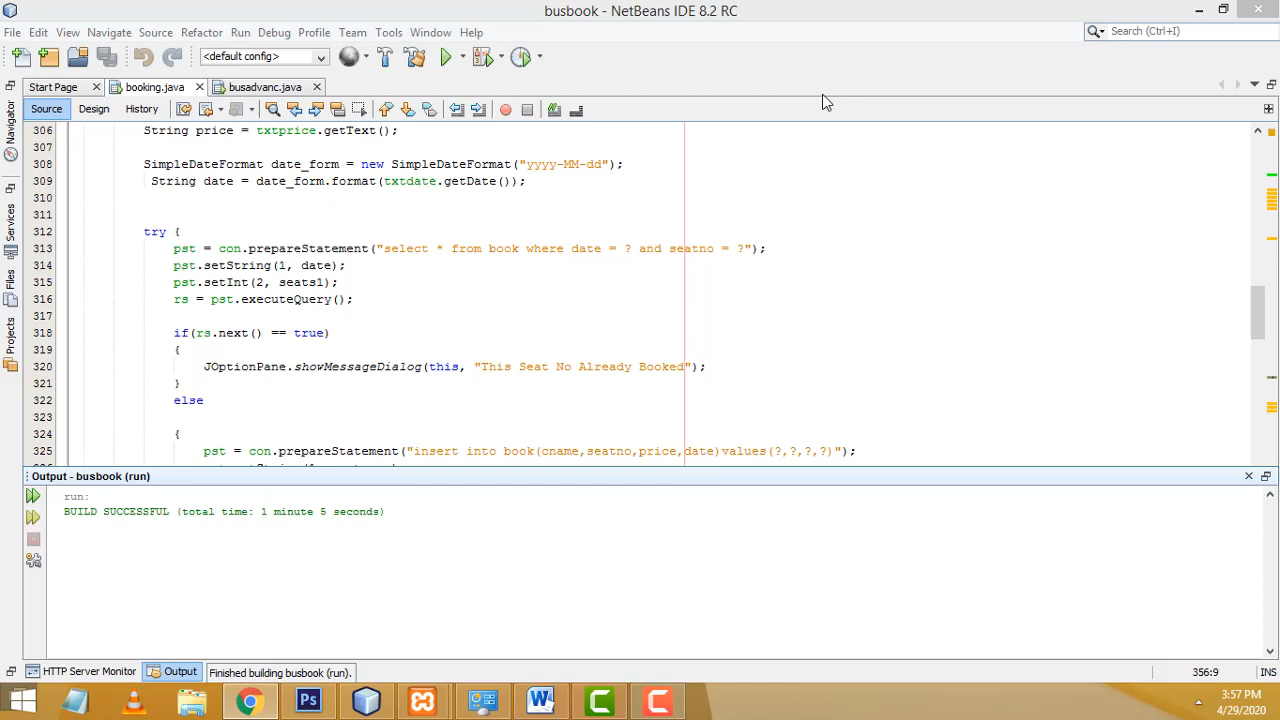 busbook - NetBeans IDE 8.2 RC
File Edit View Navigate Source Refactor Run Debug Profile Team Tools Window Help
Search (Ctrl+I)
<default config>
Start Page booking.java busadvanc.java
Source Design History
Navigator
Services
Files
Projects
306 String price = txtprice.getText();
307
308 SimpleDateFormat date_form = new SimpleDateFormat("yyyy-MM-dd");
309 String date = date_form.format(txtdate.getDate());
310
311
312 try {
313 pst = con.prepareStatement("select * from book where date = ? and seatno = ?");
314 pst.setString(1, date);
315 pst.setInt(2, seats1);
316 rs = pst.executeQuery();
317
318 if(rs.next() == true)
319 {
320 JOptionPane.showMessageDialog(this, "This Seat No Already Booked");
321 }
322 else
323
324 {
325 pst = con.prepareStatement("insert into book(cname,seatno,price,date)values(?,?,?,?)");
Output - busbook (run)
run:
BUILD SUCCESSFUL (total time: 1 minute 5 seconds)
HTTP Server Monitor Output Finished building busbook (run).
356:9 INS
Ps W
3:57 PM
4/29/2020